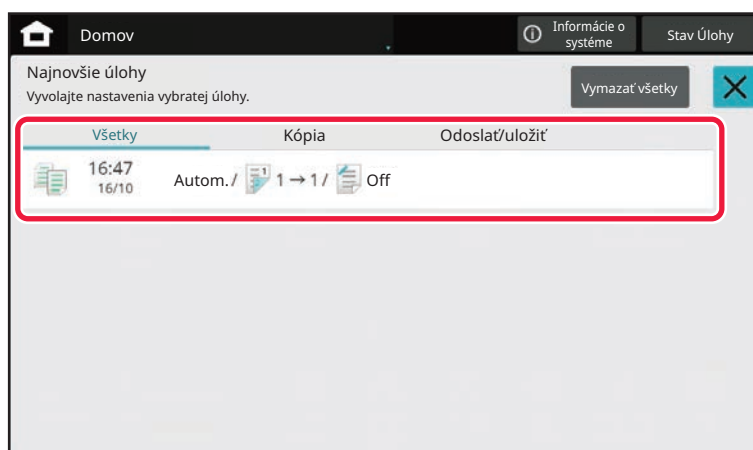 Domov
Informácie o
systéme
Stav Úlohy
Najnovšie úlohy
Vyvolajte nastavenia vybratej úlohy.
Vymazať všetky
Všetky Kópia Odoslať/uložiť
16:47
16/10
Autom. / 1 1 → 1 / Off